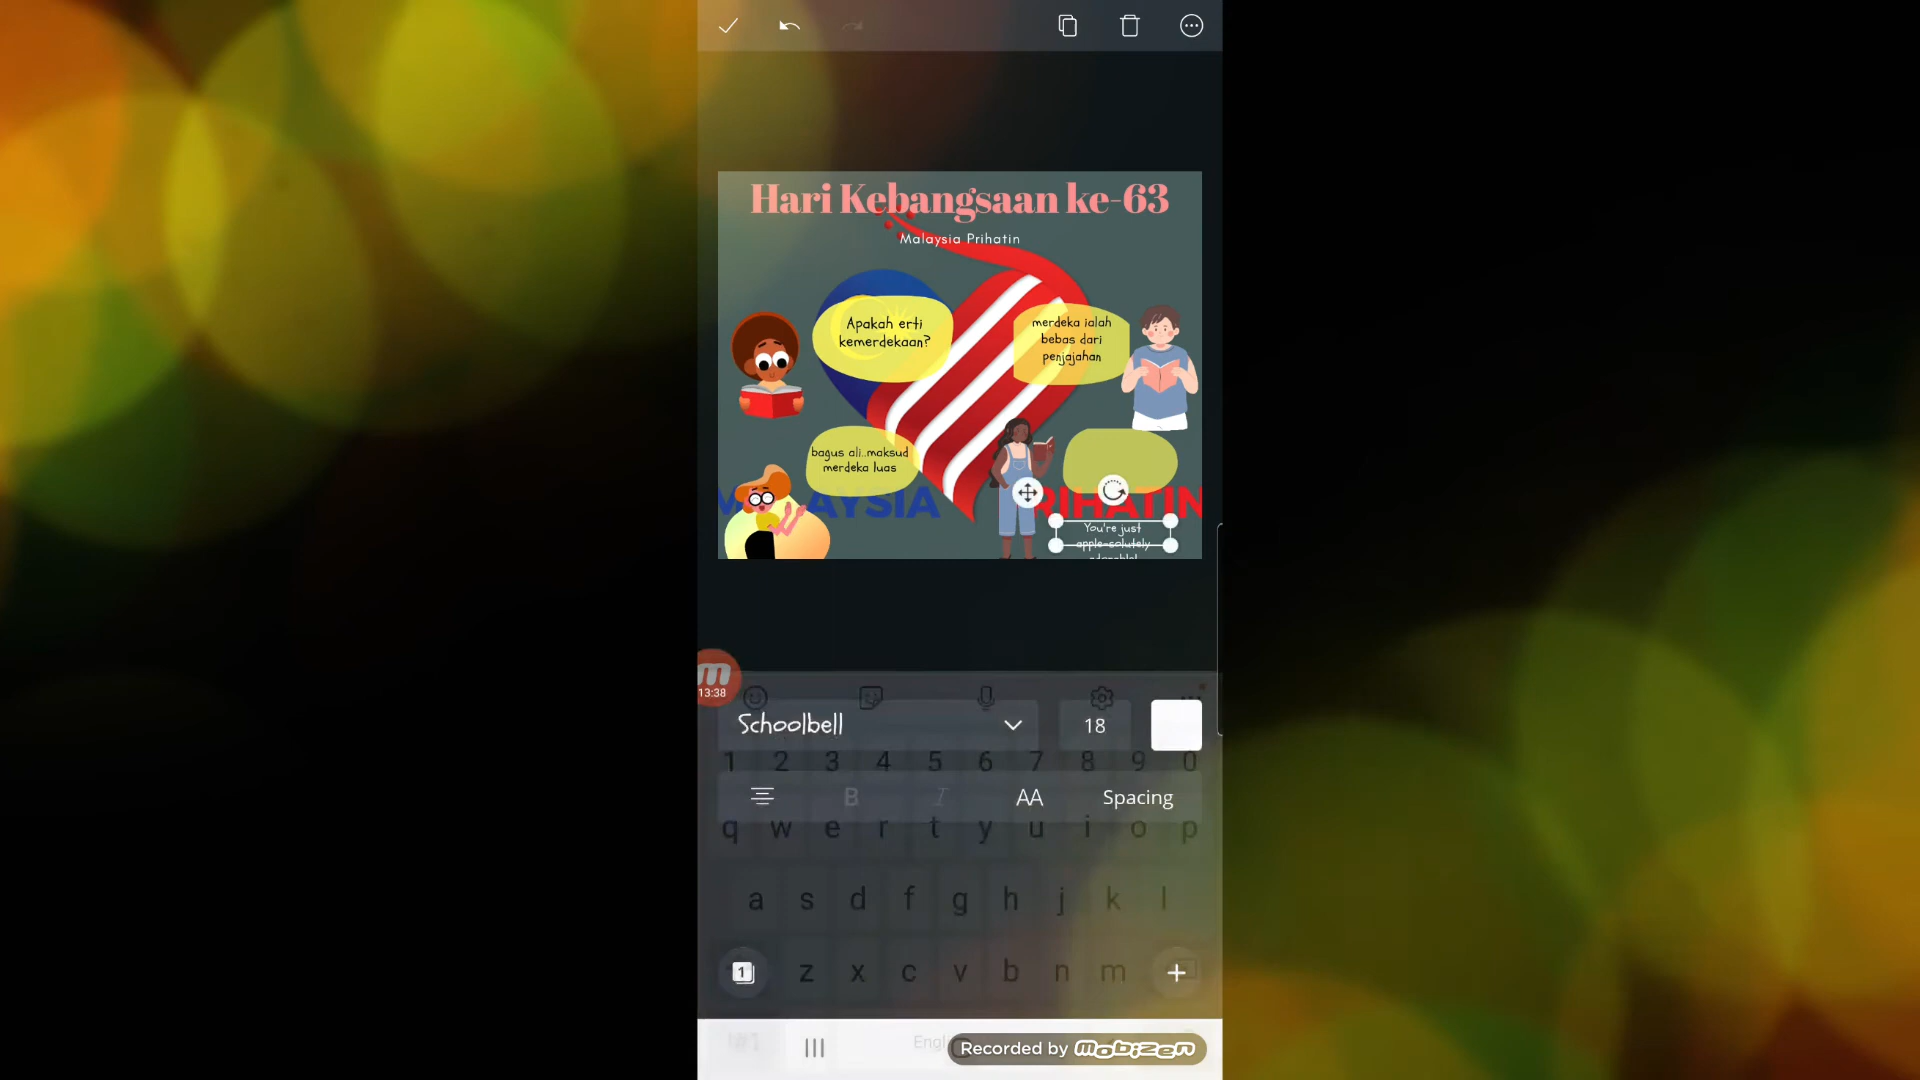 Hari Kebangsaan ke-63
Malaysia Prihatin
Apakah erti
kemerdekaan?
merdeka ialah
bebas dari
penjajahan
bagus ali..maksud
merdeka luas
You're just
apple-solutely
13:38
Schoolbell
18
1 2 3 4 5 6 7 8 9 0
B I AA Spacing
q w e r t y u i o p
a s d f g h j k l
1 z x c v b n m
Recorded by mobizen